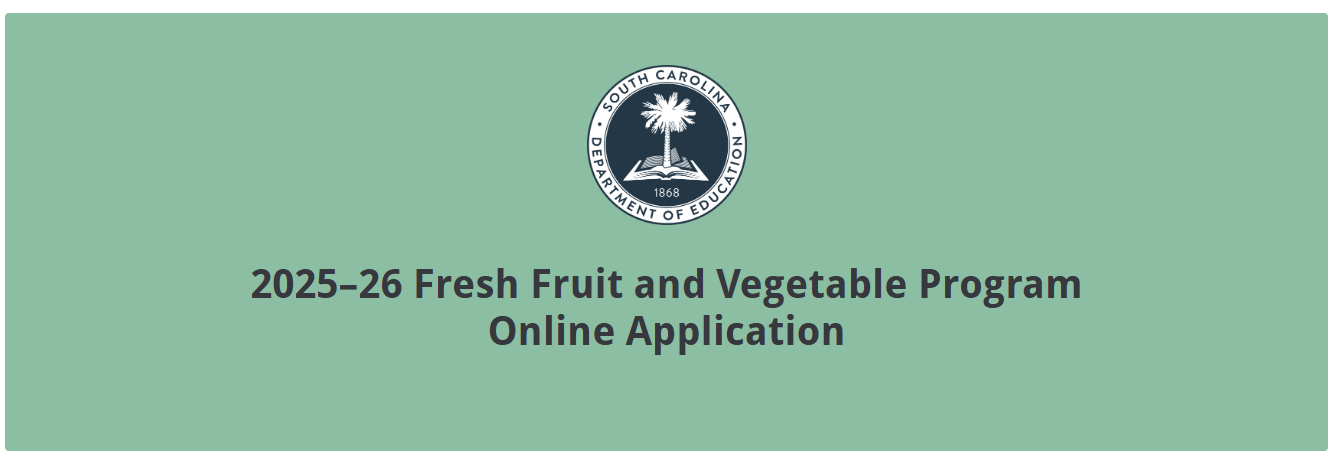 SOUTH CAROLINA
DEPARTMENT OF EDUCATION
1868
2025–26 Fresh Fruit and Vegetable Program
Online Application